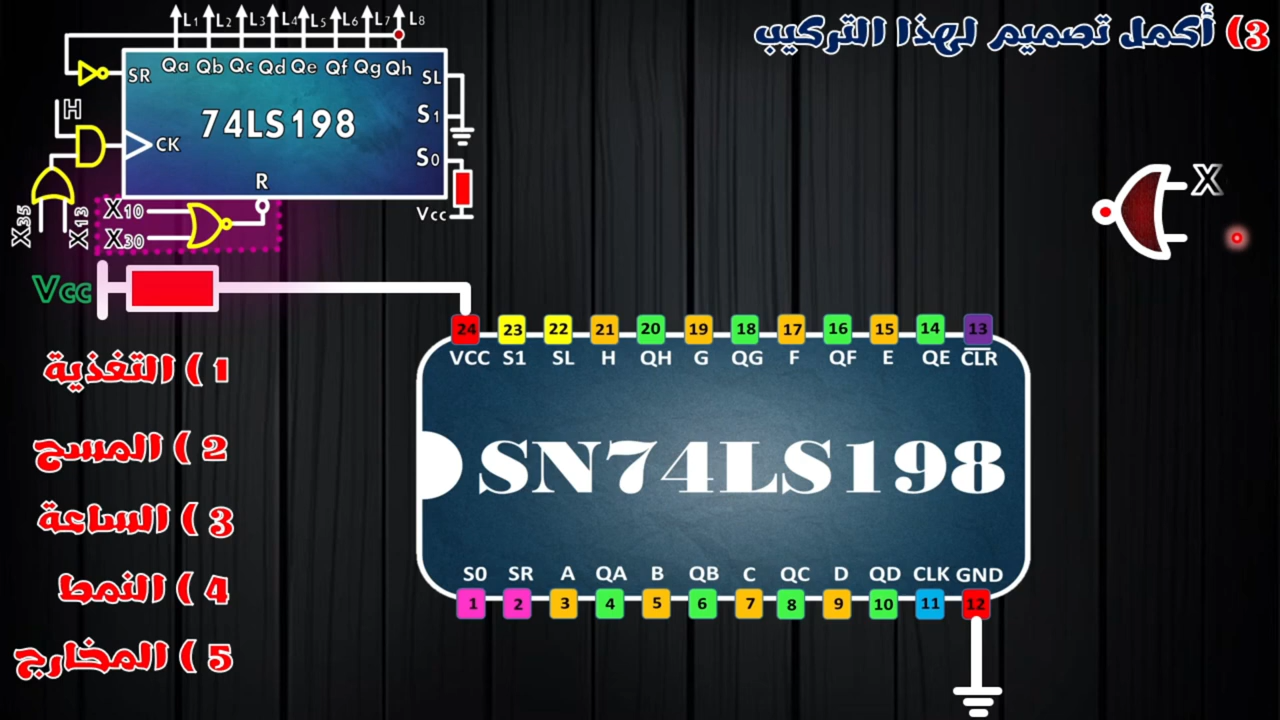 3) أكمل تصميم لهذا التركيب
L1 L2 L3 L4 L5 L6 L7 L8
Qa Qb Qc Qd Qe Qf Qg Qh
SR
SL
H
74LS198
S1
CK
S0
R
X10
X30
X35
X13
Vcc
X
Vcc
24 23 22 21 20 19 18 17 16 15 14 13
VCC S1 SL H QH G QG F QF E QE CLR
1 ) التغذية
2 ) المسح
3 ) الساعة
4 ) النمط
5 ) المخارج
SN74LS198
S0 SR A QA B QB C QC D QD CLK GND
1 2 3 4 5 6 7 8 9 10 11 12